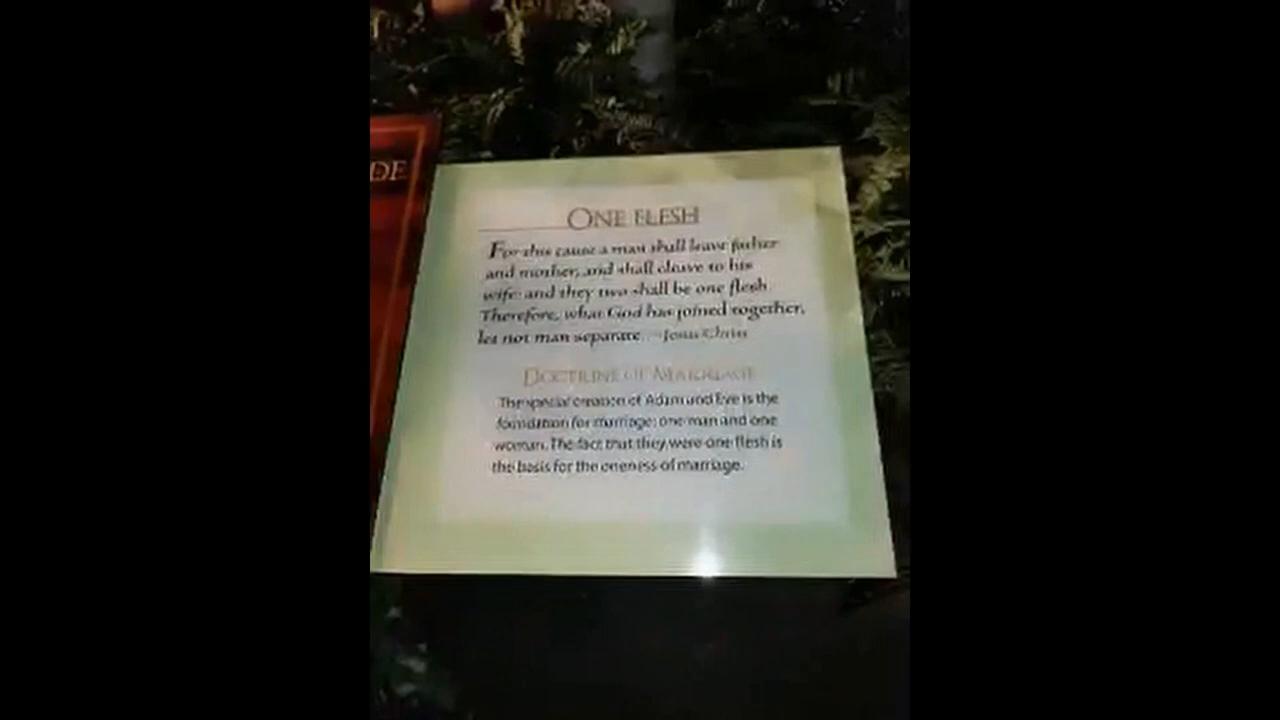 DE
ONE FLESH
For this cause a man shall leave father
and mother, and shall cleave to his
wife: and they two shall be one flesh.
Therefore, what God has joined together,
let not man separate. —Jesus Christ
DOCTRINE OF MARRIAGE
The special creation of Adam and Eve is the
foundation for marriage: one man and one
woman. The fact that they were one flesh is
the basis for the oneness of marriage.